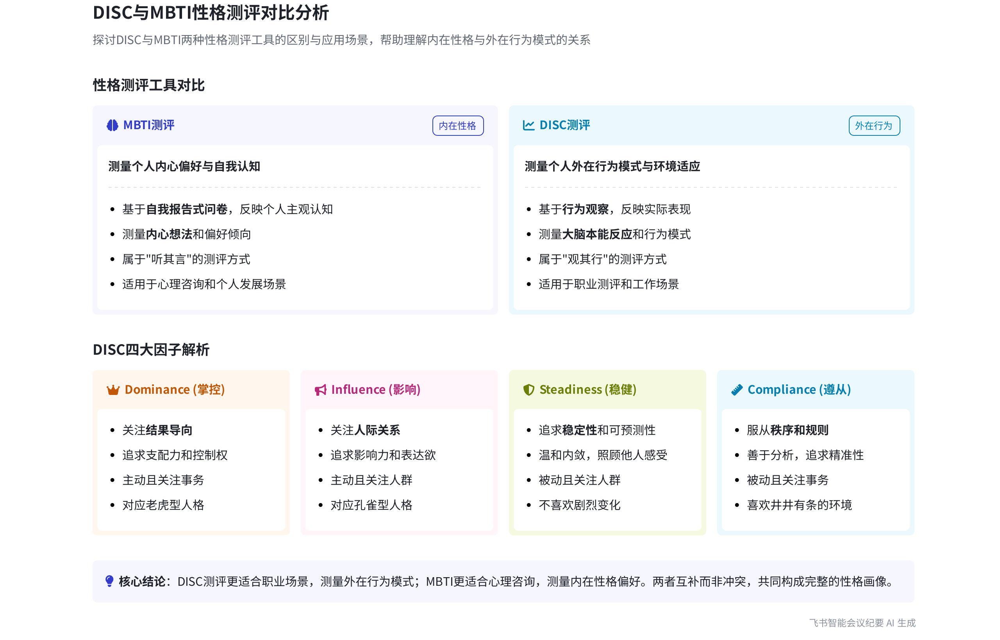 DISC与MBTI性格测评对比分析
探讨DISC与MBTI两种性格测评工具的区别与应用场景，帮助理解内在性格与外在行为模式的关系
性格测评工具对比
MBTI测评
内在性格
测量个人内心偏好与自我认知
基于自我报告式问卷，反映个人主观认知
测量内心想法和偏好倾向
属于"听其言"的测评方式
适用于心理咨询和个人发展场景
DISC测评
外在行为
测量个人外在行为模式与环境适应
基于行为观察，反映实际表现
测量大脑本能反应和行为模式
属于"观其行"的测评方式
适用于职业测评和工作场景
DISC四大因子解析
Dominance (掌控)
关注结果导向
追求支配力和控制权
主动且关注事务
对应老虎型人格
Influence (影响)
关注人际关系
追求影响力和表达欲
主动且关注人群
对应孔雀型人格
Steadiness (稳健)
追求稳定性和可预测性
温和内敛，照顾他人感受
被动且关注人群
不喜欢剧烈变化
Compliance (遵从)
服从秩序和规则
善于分析，追求精准性
被动且关注事务
喜欢井井有条的环境
核心结论：DISC测评更适合职业场景，测量外在行为模式；MBTI更适合心理咨询，测量内在性格偏好。两者互补而非冲突，共同构成完整的性格画像。
飞书智能会议纪要 AI 生成